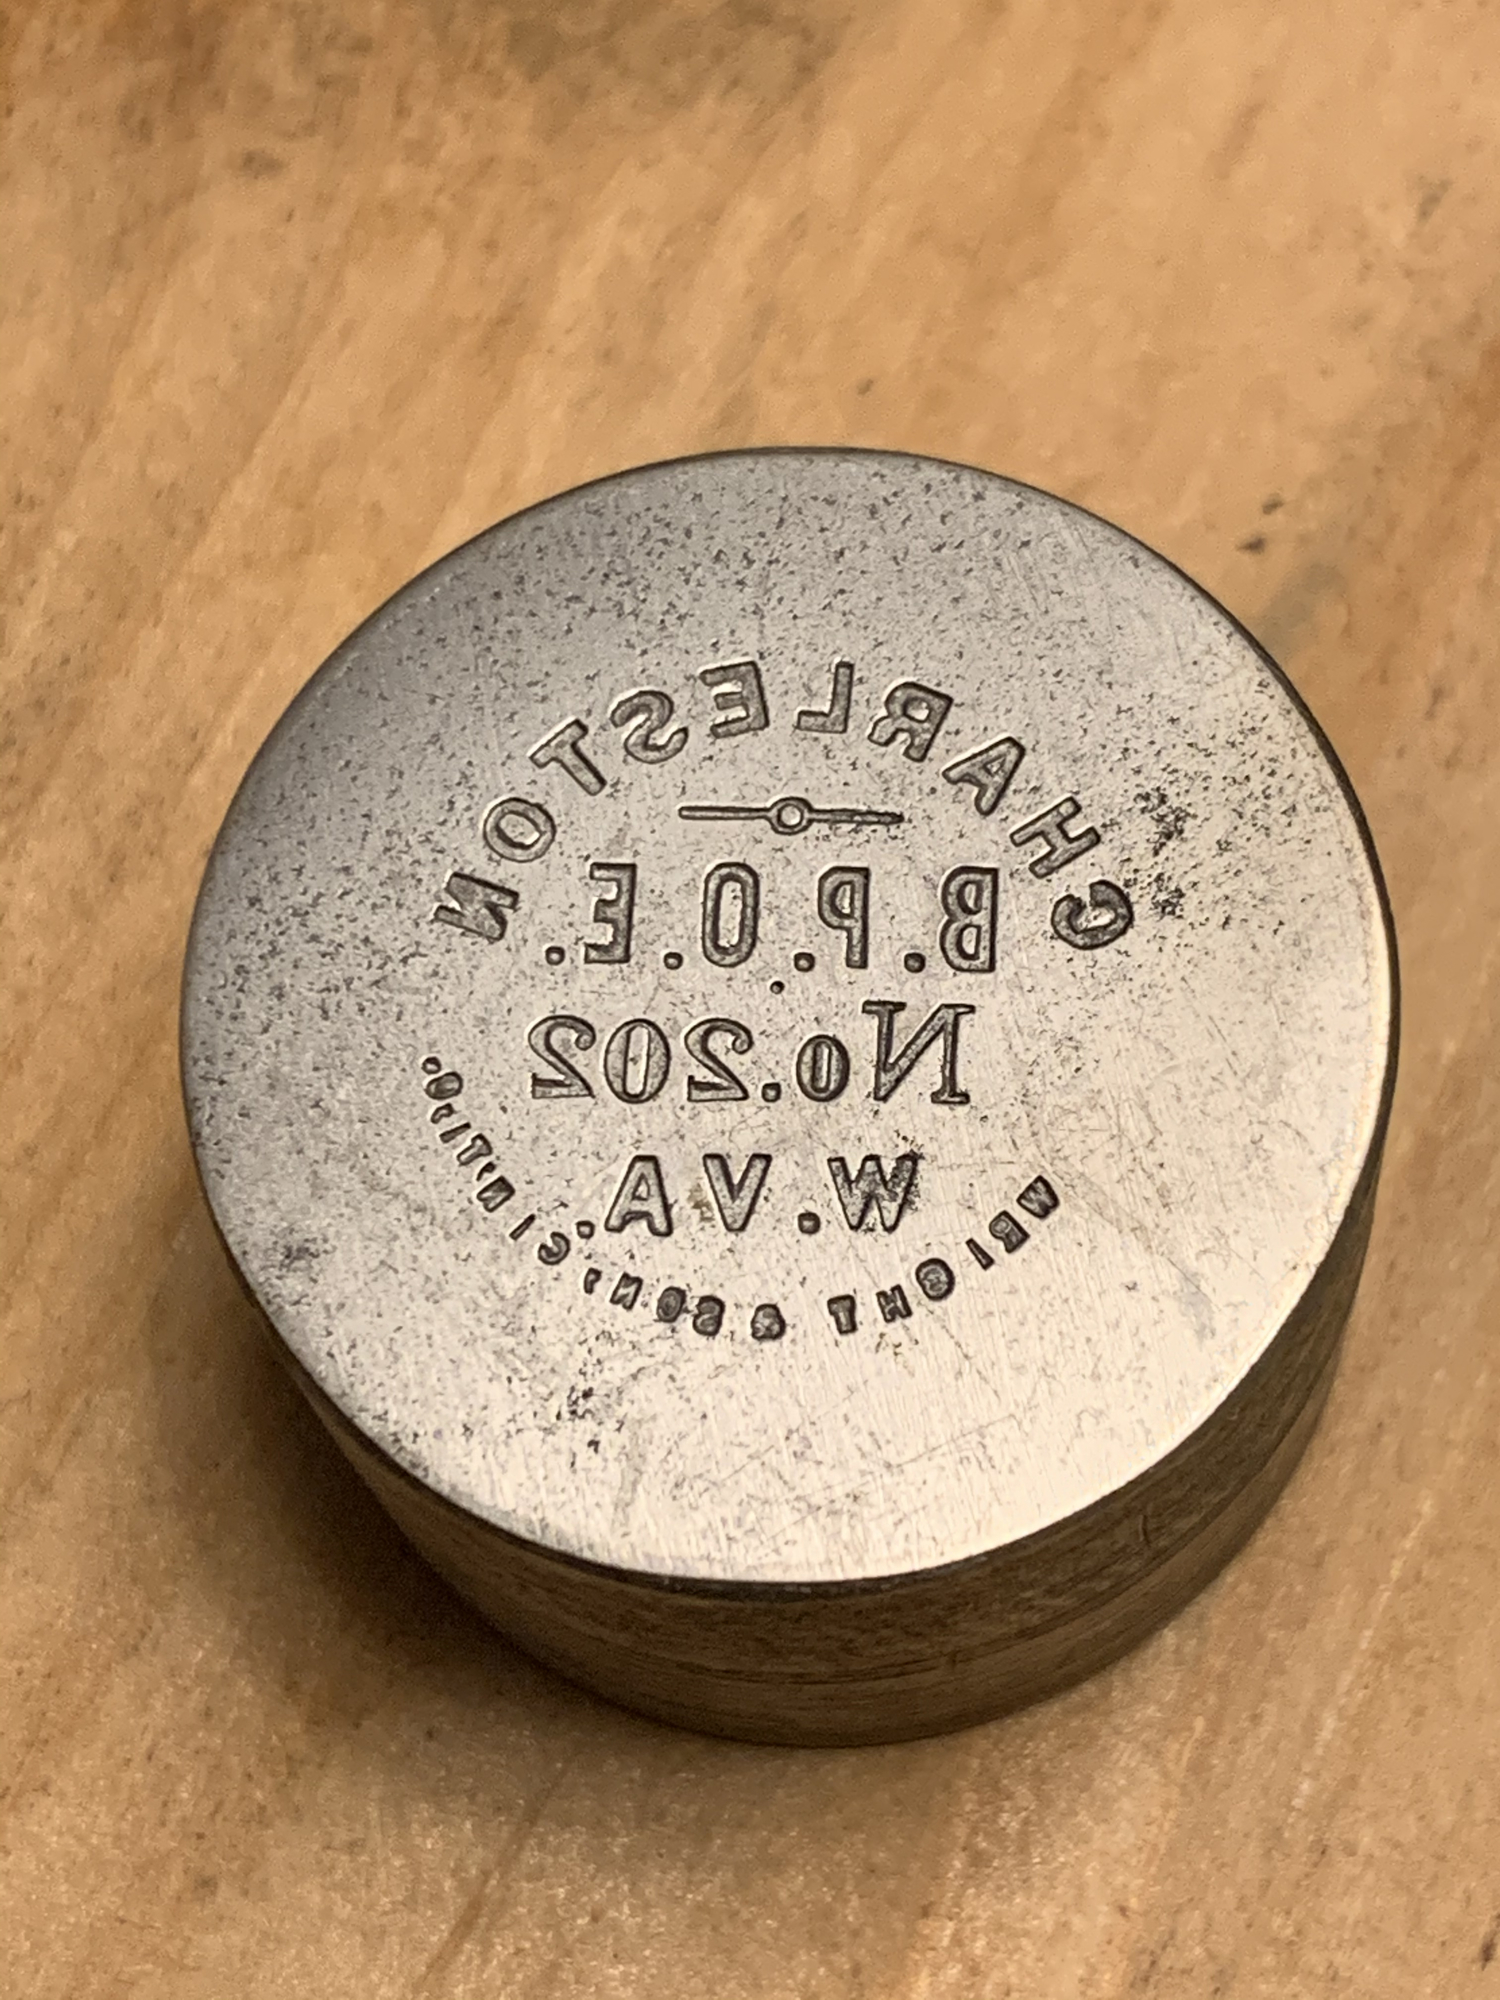 CHARLESTON
B.P.O.E.
No.202
W.VA.
WRIGHT & SON, CIN'TI, O.